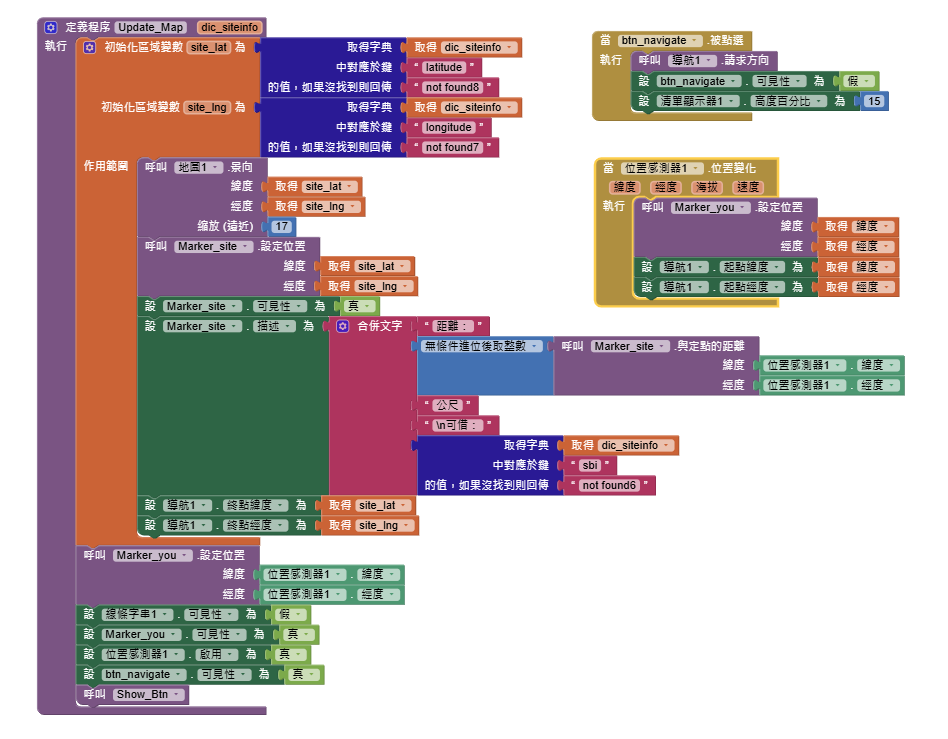 定義程序 Update_Map dic_siteinfo
執行 初始化區域變數 site_lat 為 取得字典 取得 dic_siteinfo
中對應於鍵 " latitude "
的值,如果沒找到則回傳 " not found8 "
初始化區域變數 site_lng 為 取得字典 取得 dic_siteinfo
中對應於鍵 " longitude "
的值,如果沒找到則回傳 " not found7 "
作用範圍 呼叫 地圖1 .景向
緯度 取得 site_lat
經度 取得 site_lng
縮放 (遠近) 17
呼叫 Marker_site .設定位置
緯度 取得 site_lat
經度 取得 site_lng
設 Marker_site . 可見性 為 真
設 Marker_site . 描述 為 合併文字 " 距離: "
無條件進位後取整數 呼叫 Marker_site .與定點的距離
緯度 位置感測器1 . 緯度
經度 位置感測器1 . 經度
" 公尺 "
" \n可借: "
取得字典 取得 dic_siteinfo
中對應於鍵 " sbi "
的值,如果沒找到則回傳 " not found6 "
設 導航1 . 終點緯度 為 取得 site_lat
設 導航1 . 終點經度 為 取得 site_lng
呼叫 Marker_you .設定位置
緯度 位置感測器1 . 緯度
經度 位置感測器1 . 經度
設 線條字串1 . 可見性 為 假
設 Marker_you . 可見性 為 真
設 位置感測器1 . 啟用 為 真
設 btn_navigate . 可見性 為 真
呼叫 Show_Btn
當 btn_navigate .被點選
執行 呼叫 導航1 .請求方向
設 btn_navigate . 可見性 為 假
設 清單顯示器1 . 高度百分比 為 15
當 位置感測器1 .位置變化
緯度 經度 海拔 速度
執行 呼叫 Marker_you .設定位置
緯度 取得 緯度
經度 取得 經度
設 導航1 . 起點緯度 為 取得 緯度
設 導航1 . 起點經度 為 取得 經度